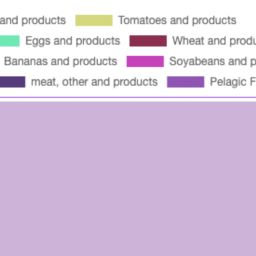 and products Tomatoes and products
Eggs and products Wheat and produ
Bananas and products Soyabeans and p
meat, other and products Pelagic F